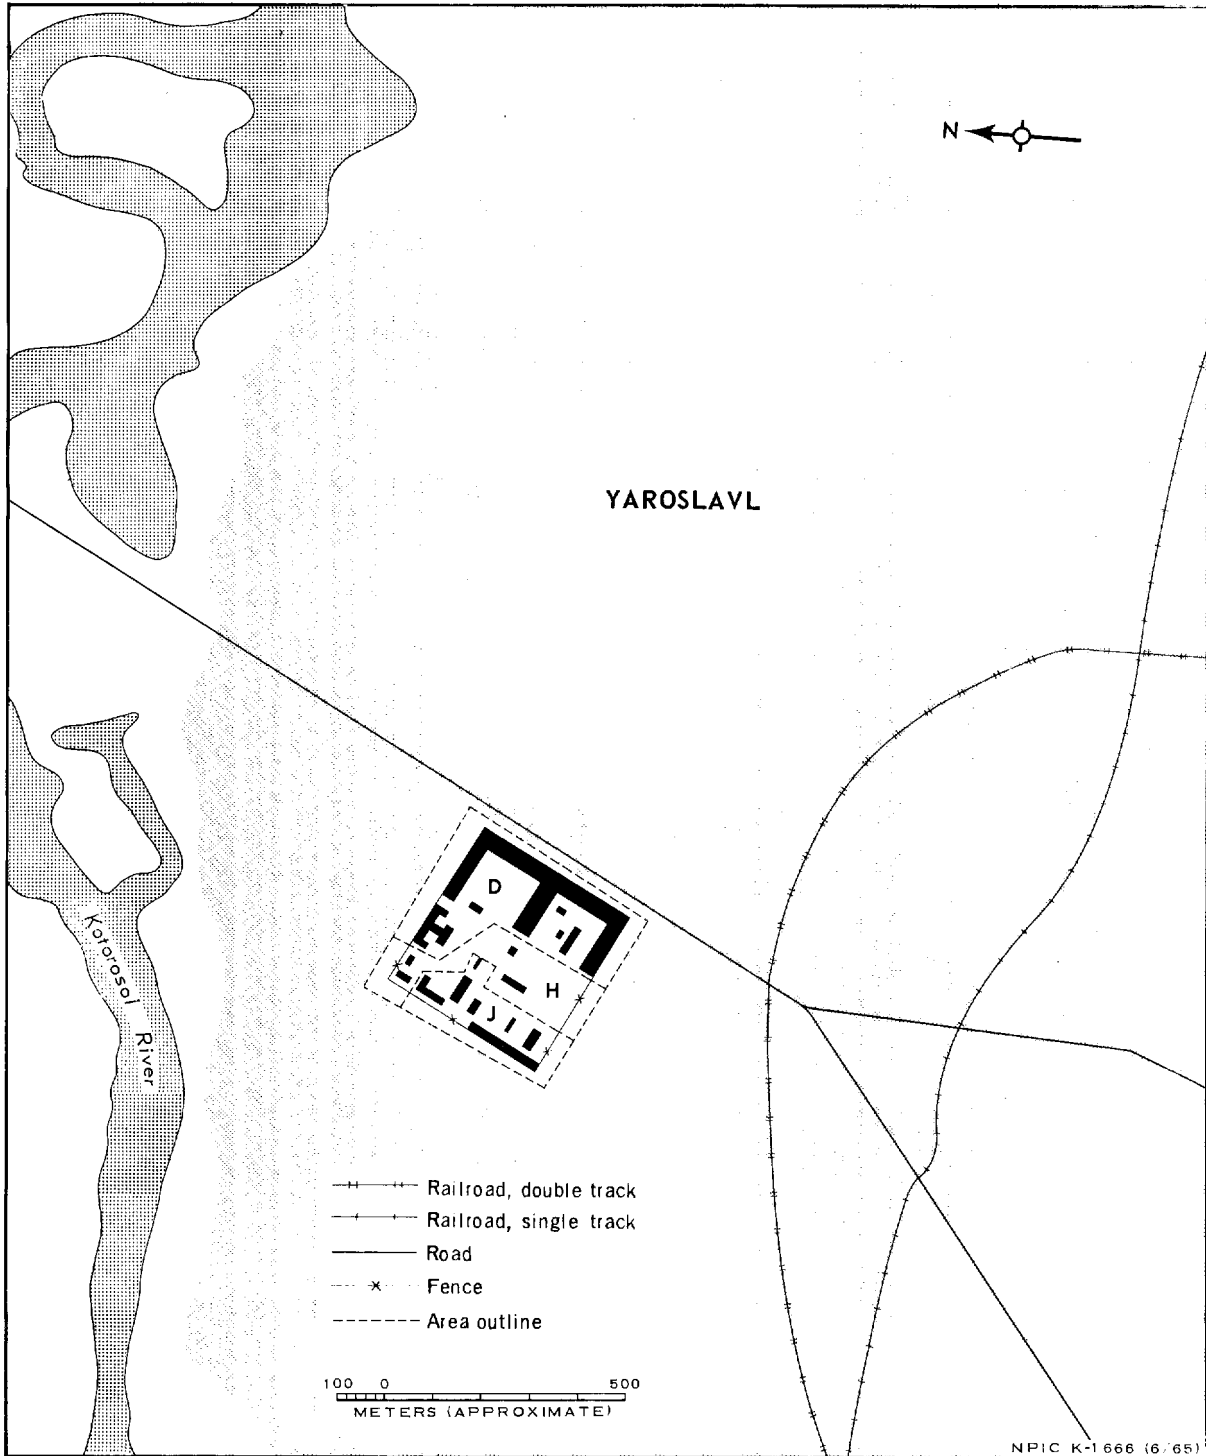 N
YAROSLAVL
D
H
J
Kotorosal River
Railroad, double track
Railroad, single track
Road
Fence
Area outline
100 0 500
METERS (APPROXIMATE)
NPIC K-1666 (6/65)